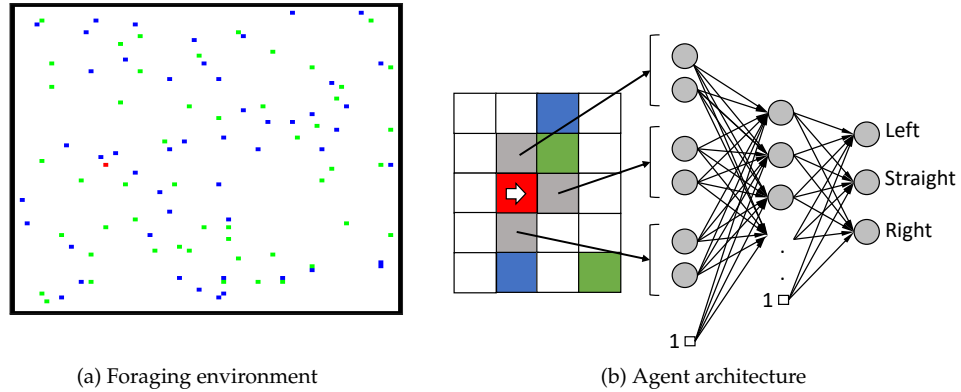 Left
Straight
Right
1
1
(a) Foraging environment
(b) Agent architecture